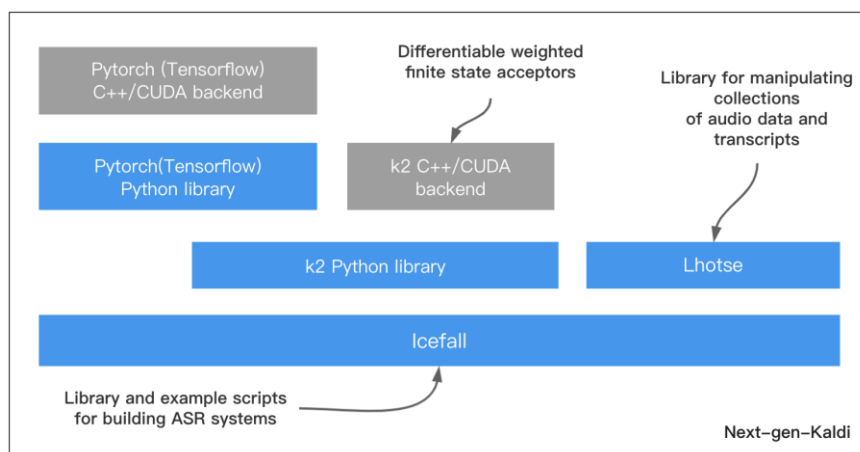 Pytorch (Tensorflow)
C++/CUDA backend
Differentiable weighted
finite state acceptors
Library for manipulating
collections
of audio data and
transcripts
Pytorch(Tensorflow)
Python library
k2 C++/CUDA
backend
k2 Python library
Lhotse
Icefall
Library and example scripts
for building ASR systems
Next-gen-Kaldi